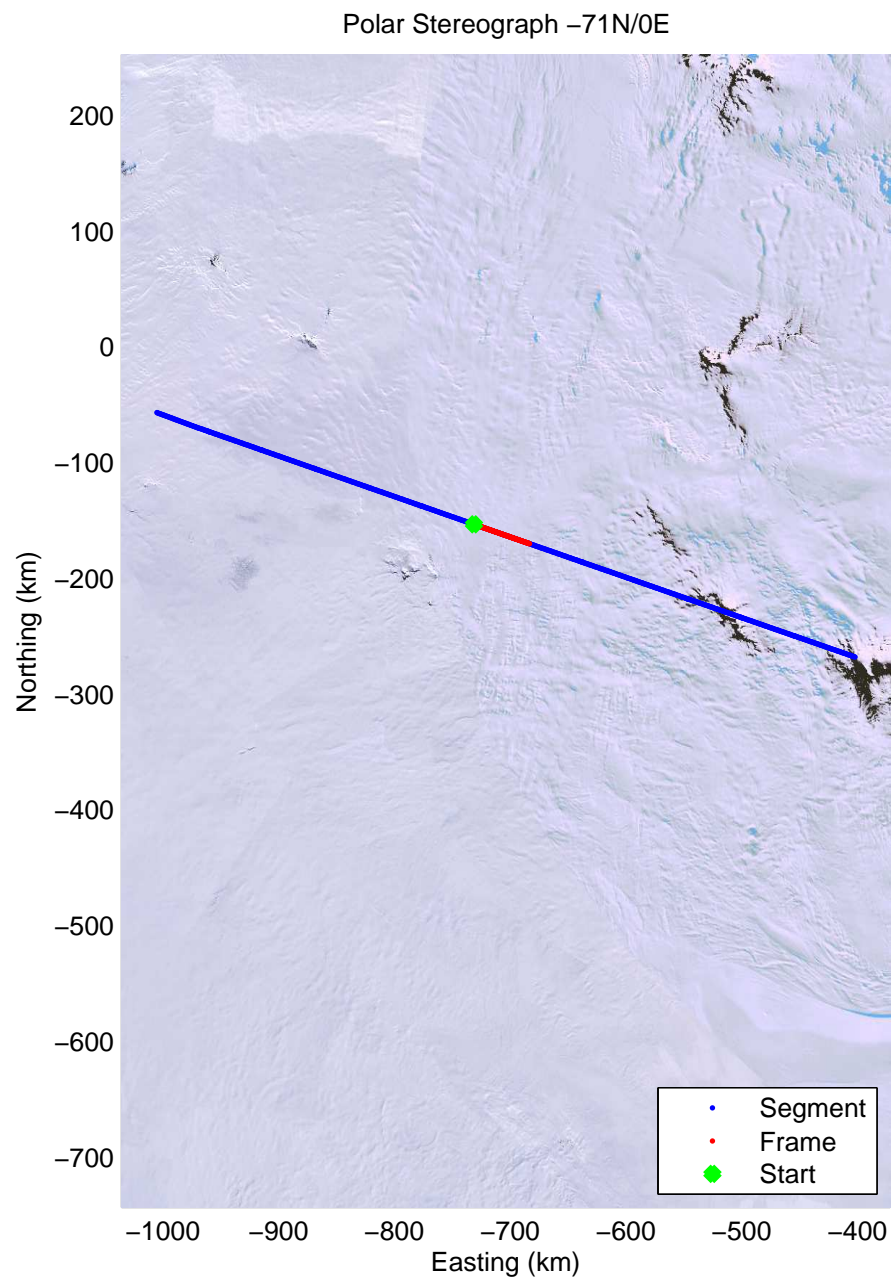 Polar Stereograph −71N/0E
200
100
0
−100
−200
−300
−400
−500
−600
−700
Northing (km)
Segment
Frame
Start
−1000 −900 −800 −700 −600 −500 −400
Easting (km)